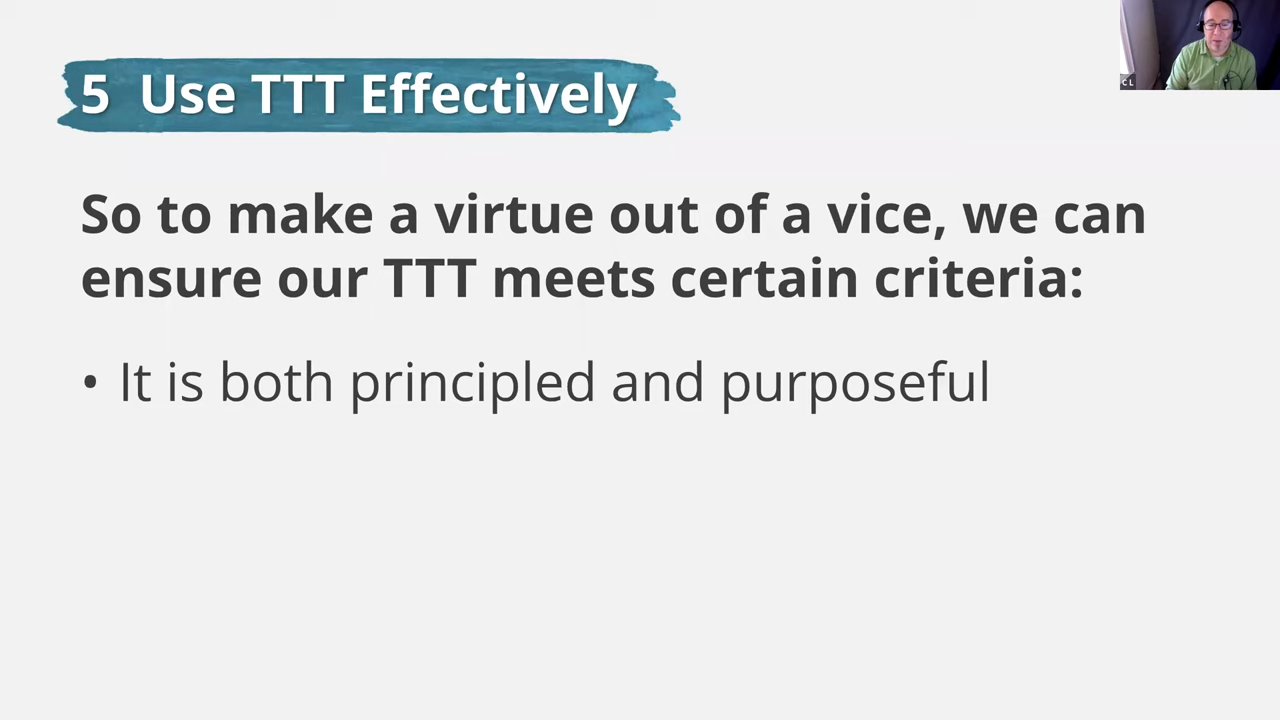 5 Use TTT Effectively
So to make a virtue out of a vice, we can
ensure our TTT meets certain criteria:
• It is both principled and purposeful
C L